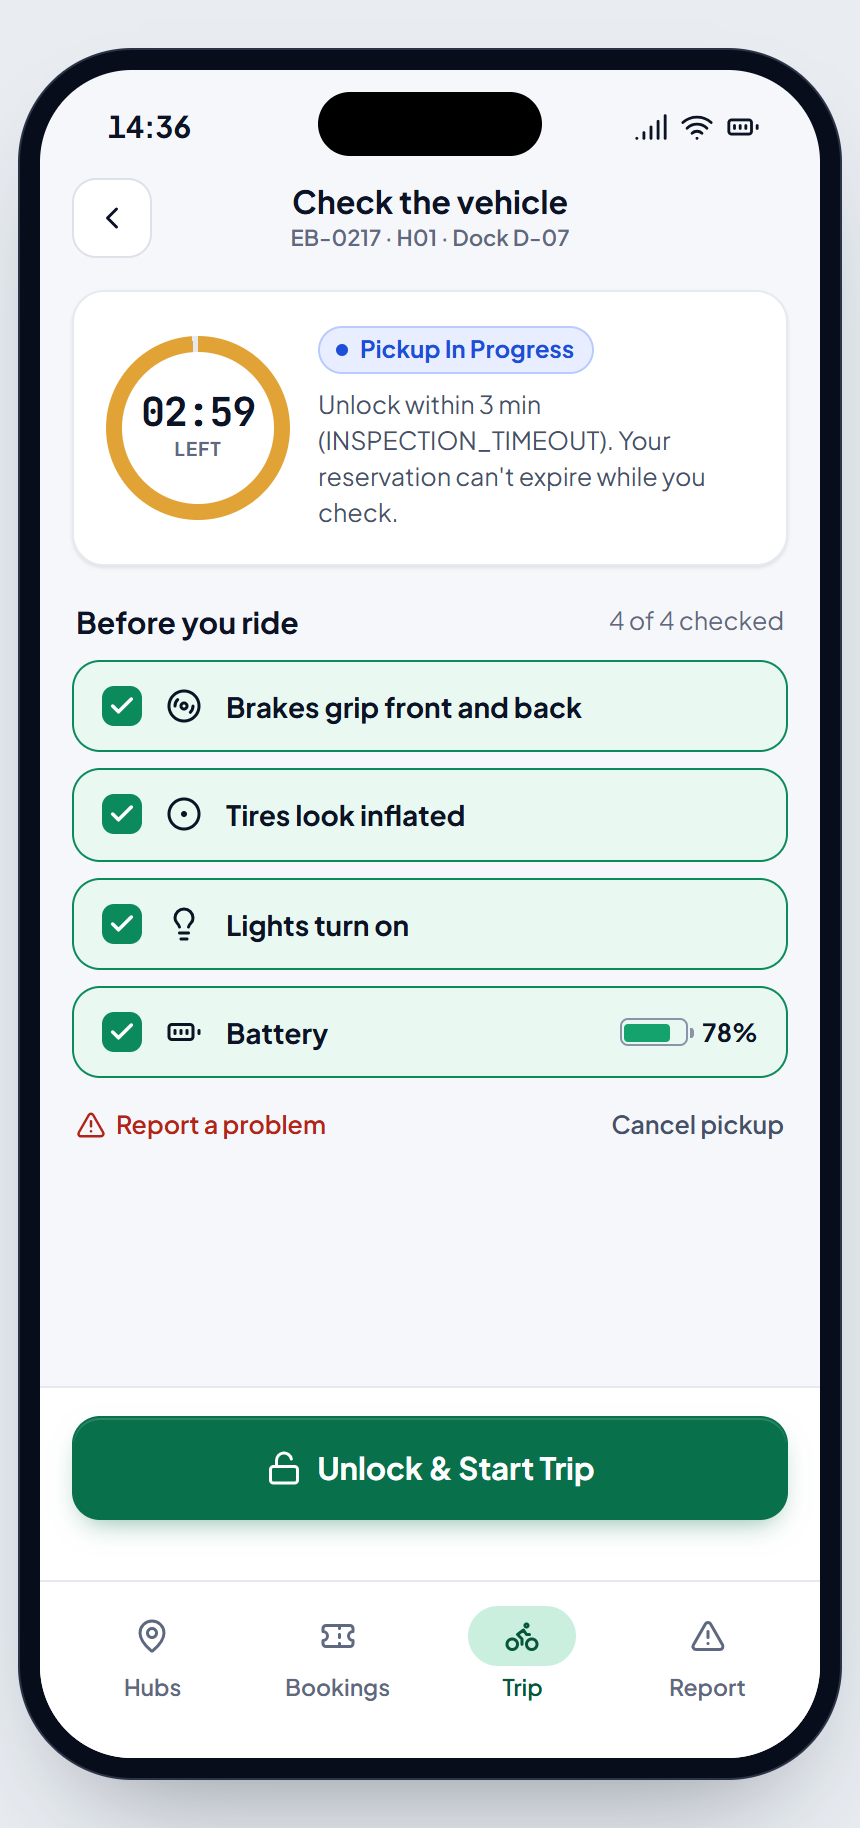 14:36
Check the vehicle
EB-0217 · H01 · Dock D-07
02:59
LEFT
Pickup In Progress
Unlock within 3 min
(INSPECTION_TIMEOUT). Your
reservation can't expire while you
check.
Before you ride
4 of 4 checked
Brakes grip front and back
Tires look inflated
Lights turn on
Battery
78%
Report a problem
Cancel pickup
Unlock & Start Trip
Hubs
Bookings
Trip
Report